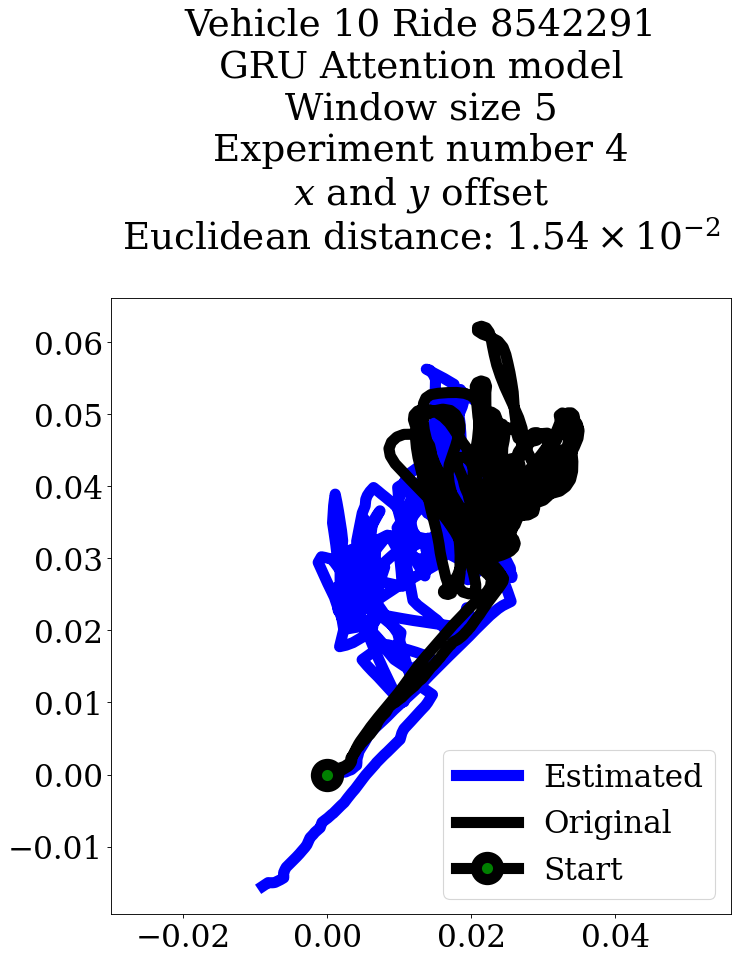 Vehicle 10 Ride 8542291
GRU Attention model
Window size 5
Experiment number 4
x and y offset
Euclidean distance: 1.54 × 10⁻²
0.06
0.05
0.04
0.03
0.02
0.01
0.00
−0.01
−0.02 0.00 0.02 0.04
Estimated
Original
Start